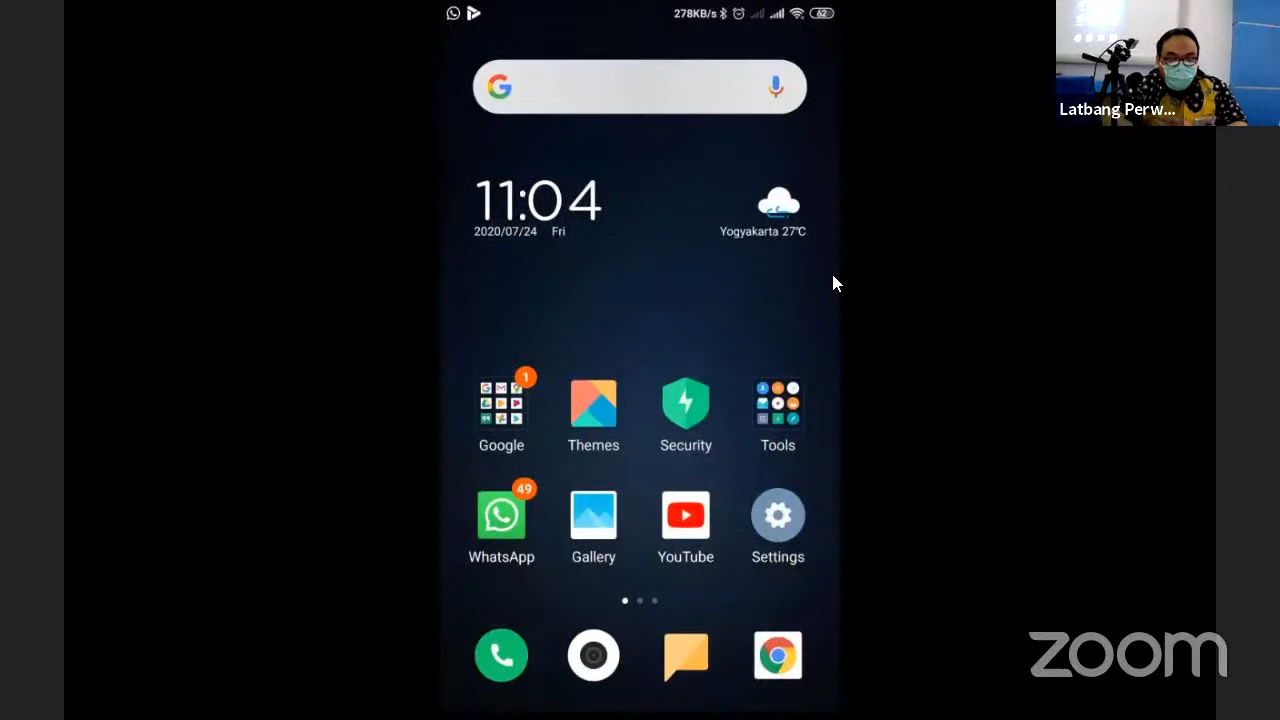 278KB/s
62
Latbang Perw...
11:04
2020/07/24 Fri
Yogyakarta 27℃
1
Google
Themes
Security
Tools
49
WhatsApp
Gallery
YouTube
Settings
zoom